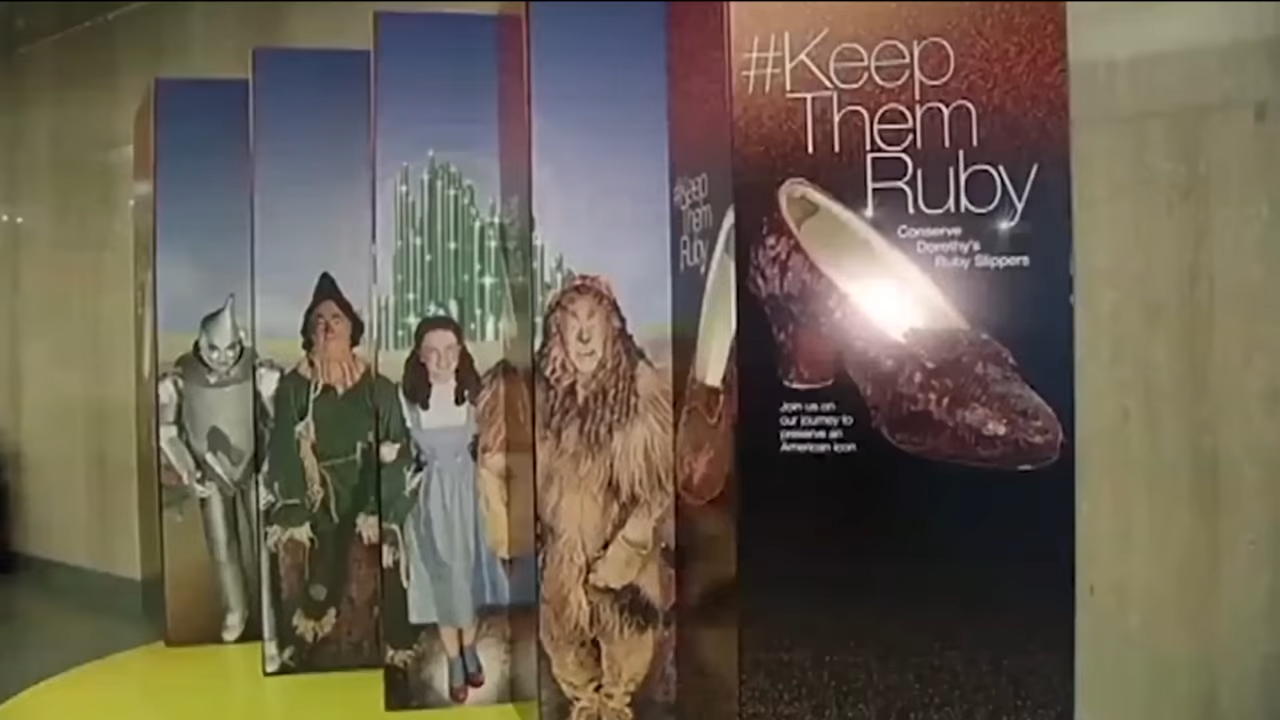 #Keep
Them
Ruby
#Keep
Them
Ruby
Conserve
Dorothy's
Ruby Slippers
Join us on
our journey to
preserve an
American icon